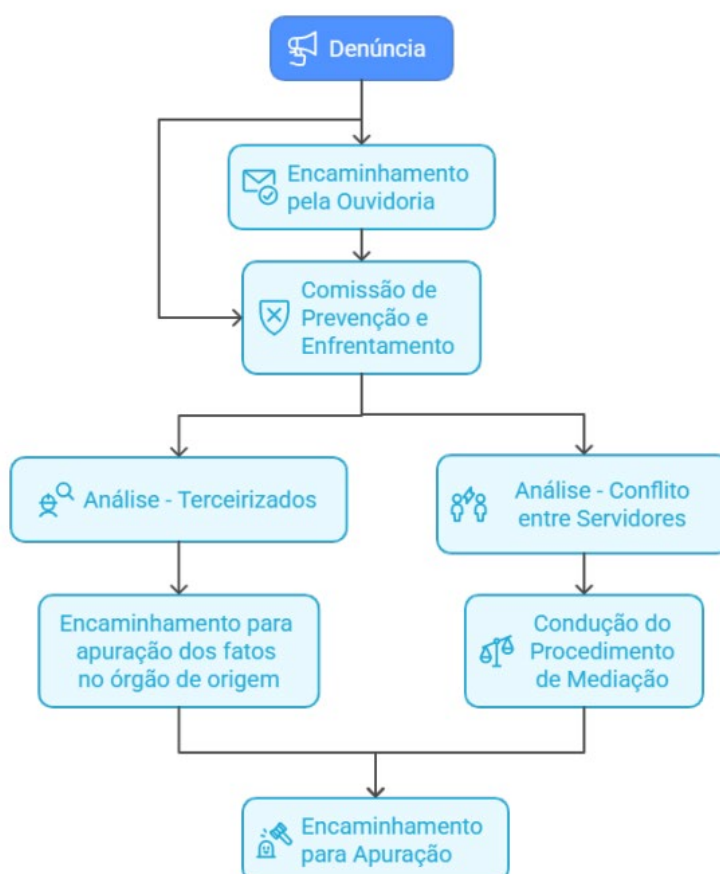 Denúncia
Encaminhamento
pela Ouvidoria
Comissão de
Prevenção e
Enfrentamento
Análise - Terceirizados
Análise - Conflito
entre Servidores
Encaminhamento para
apuração dos fatos
no órgão de origem
Condução do
Procedimento
de Mediação
Encaminhamento
para Apuração